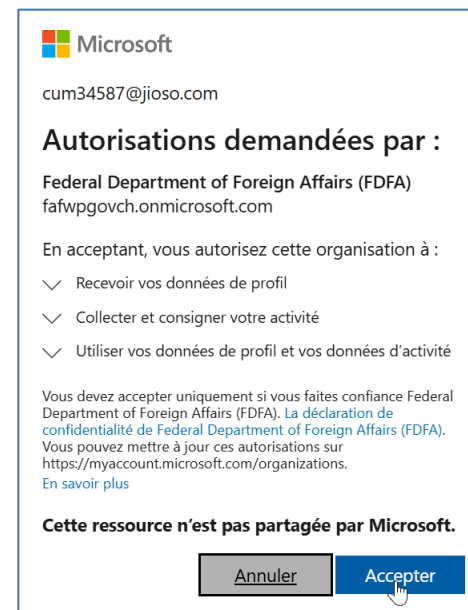 Microsoft
cum34587@jioso.com
Autorisations demandées par :
Federal Department of Foreign Affairs (FDFA)
fafwpgovch.onmicrosoft.com
En acceptant, vous autorisez cette organisation à :
Recevoir vos données de profil
Collecter et consigner votre activité
Utiliser vos données de profil et vos données d'activité
Vous devez accepter uniquement si vous faites confiance Federal
Department of Foreign Affairs (FDFA). La déclaration de
confidentialité de Federal Department of Foreign Affairs (FDFA).
Vous pouvez mettre à jour ces autorisations sur
https://myaccount.microsoft.com/organizations.
En savoir plus
Cette ressource n'est pas partagée par Microsoft.
Annuler Accepter